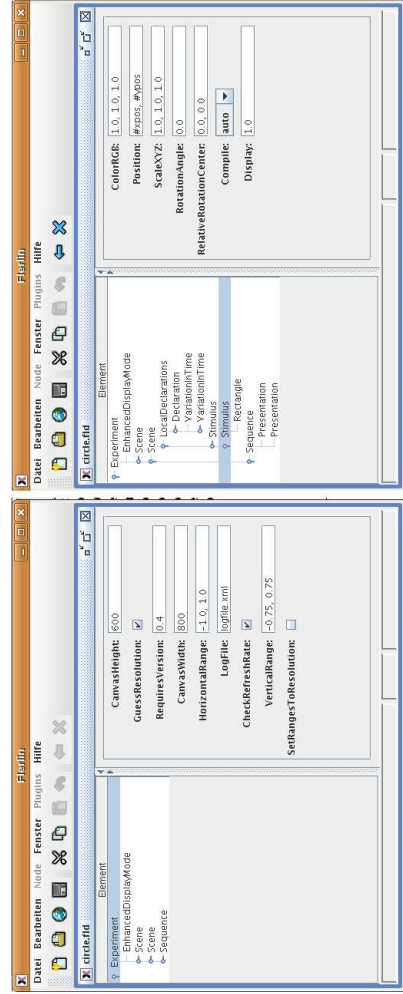 Flerlin
Datei Bearbeiten Node Fenster Plugins Hilfe
circle.fld
Element
Experiment
EnhancedDisplayMode
Scene
Scene
Sequence
CanvasHeight: 600
GuessResolution:
RequiresVersion: 0.4
CanvasWidth: 800
HorizontalRange: -1.0, 1.0
LogFile: logfile.xml
CheckRefreshRate:
VerticalRange: -0.75, 0.75
SetRangesToResolution:
Flerlin
Datei Bearbeiten Node Fenster Plugins Hilfe
circle.fld
Element
Experiment
EnhancedDisplayMode
Scene
Scene
LocalDeclarations
Declaration
VariationInTime
VariationInTime
Stimulus
Stimulus
Rectangle
Sequence
Presentation
Presentation
ColorRGB: 1.0, 1.0, 1.0
Position: #xpos, #ypos
ScaleXYZ: 1.0, 1.0, 1.0
RotationAngle: 0.0
RelativeRotationCenter: 0.0, 0.0
Compile: auto
Display: 1.0